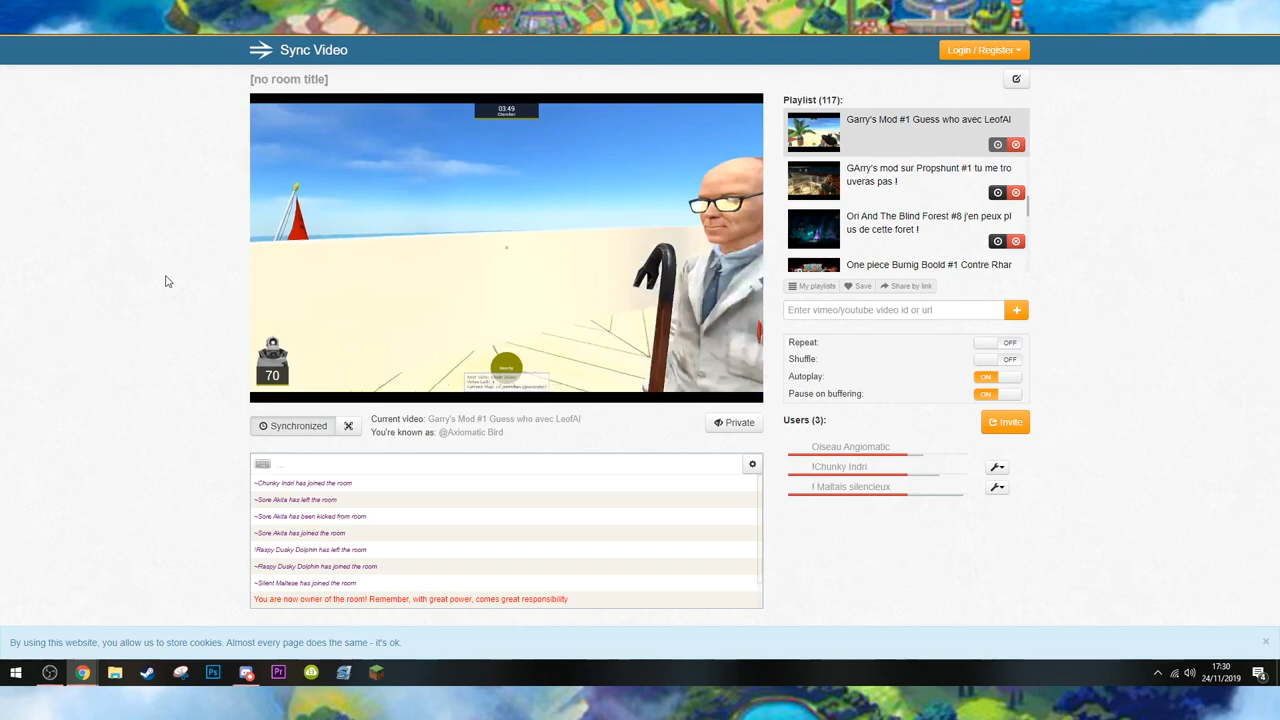 Sync Video
Login / Register
[no room title]
03:49
Playlist (117):
Garry's Mod #1 Guess who avec LeofAl
GArry's mod sur Propshunt #1 tu me tro
uveras pas !
Ori And The Blind Forest #8 j'en peux pl
us de cette foret !
One piece Burnig Boold #1 Contre Rhar
My playlists
Save
Share by link
Enter vimeo/youtube video id or url
Repeat: OFF
Shuffle: OFF
Autoplay: ON
Pause on buffering: ON
70
Synchronized
Current video: Garry's Mod #1 Guess who avec LeofAl
You're known as: @Axiomatic Bird
Private
Users (3):
Invite
Oiseau Angiomatic
!Chunky Indri
! Maltais silencieux
...
~Chunky Indri has joined the room
~Sore Akita has left the room
~Sore Akita has been kicked from room
~Sore Akita has joined the room
!Raspy Dusky Dolphin has left the room
~Raspy Dusky Dolphin has joined the room
~Silent Maltese has joined the room
You are now owner of the room! Remember, with great power, comes great responsibility
By using this website, you allow us to store cookies. Almost every page does the same - it's ok.
Ps
Pr
17:30
24/11/2019
4